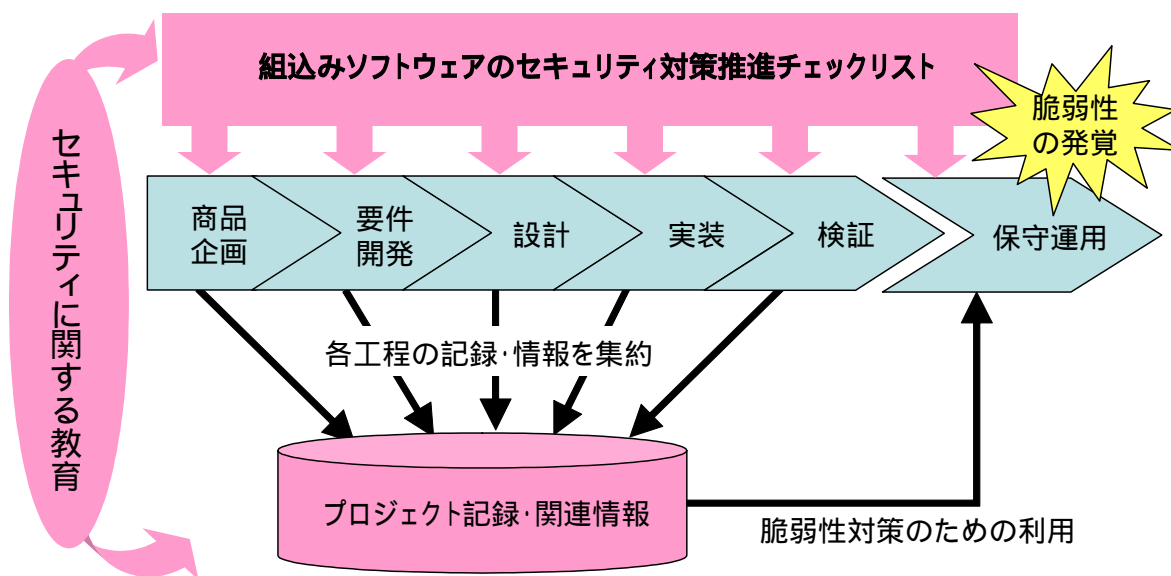 組込みソフトウェアのセキュリティ対策推進チェックリスト
脆弱性
の発覚
セキュリティに関する教育
商品
企画
要件
開発
設計
実装
検証
保守運用
各工程の記録･情報を集約
プロジェクト記録･関連情報
脆弱性対策のための利用